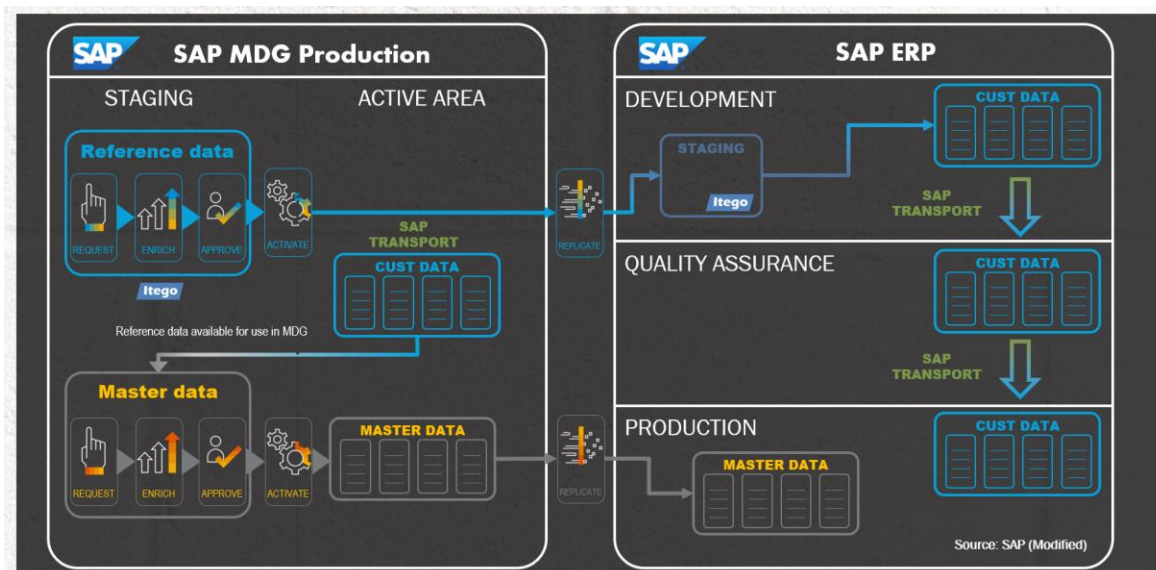 SAP
SAP MDG Production
STAGING
ACTIVE AREA
Reference data
REQUEST
ENRICH
APPROVE
ACTIVATE
Itego
SAP
TRANSPORT
CUST DATA
Reference data available for use in MDG
Master data
REQUEST
ENRICH
APPROVE
ACTIVATE
MASTER DATA
REPLICATE
REPLICATE
SAP
SAP ERP
DEVELOPMENT
STAGING
Itego
CUST DATA
SAP
TRANSPORT
QUALITY ASSURANCE
CUST DATA
SAP
TRANSPORT
PRODUCTION
MASTER DATA
CUST DATA
Source: SAP (Modified)